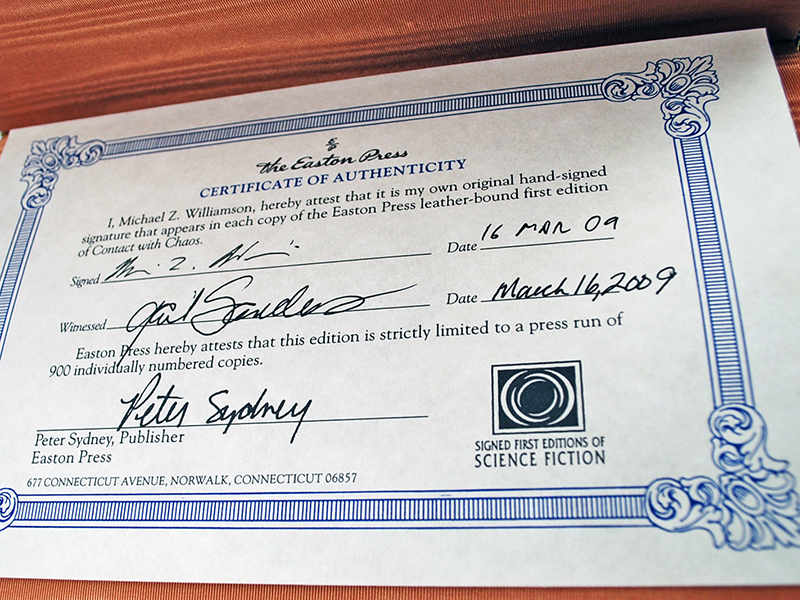 the Easton Press
CERTIFICATE OF AUTHENTICITY
I, Michael Z. Williamson, hereby attest that it is my own original hand-signed
signature that appears in each copy of the Easton Press leather-bound first edition
of Contact with Chaos.
Signed Date 16 MAR 09
Witnessed Gail Sanders Date March 16, 2009
Easton Press hereby attests that this edition is strictly limited to a press run of
900 individually numbered copies.
Peter Sydney
Peter Sydney, Publisher
Easton Press
677 CONNECTICUT AVENUE, NORWALK, CONNECTICUT 06857
SIGNED FIRST EDITIONS OF
SCIENCE FICTION